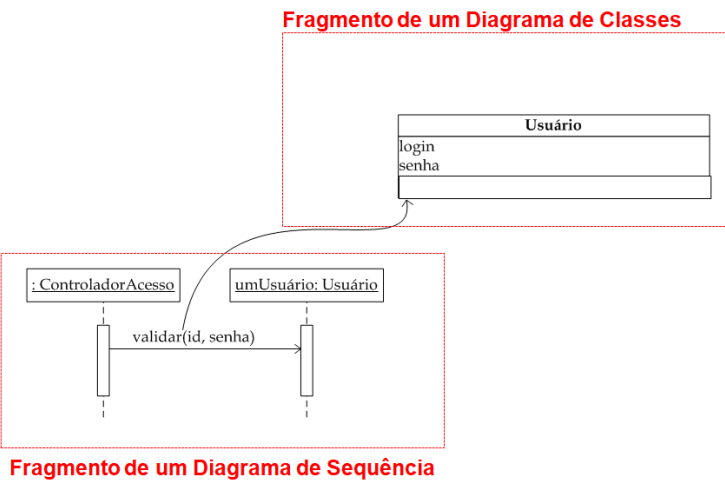 Fragmento de um Diagrama de Classes
Usuário
login
senha
: ControladorAcesso
umUsuário: Usuário
validar(id, senha)
Fragmento de um Diagrama de Sequência